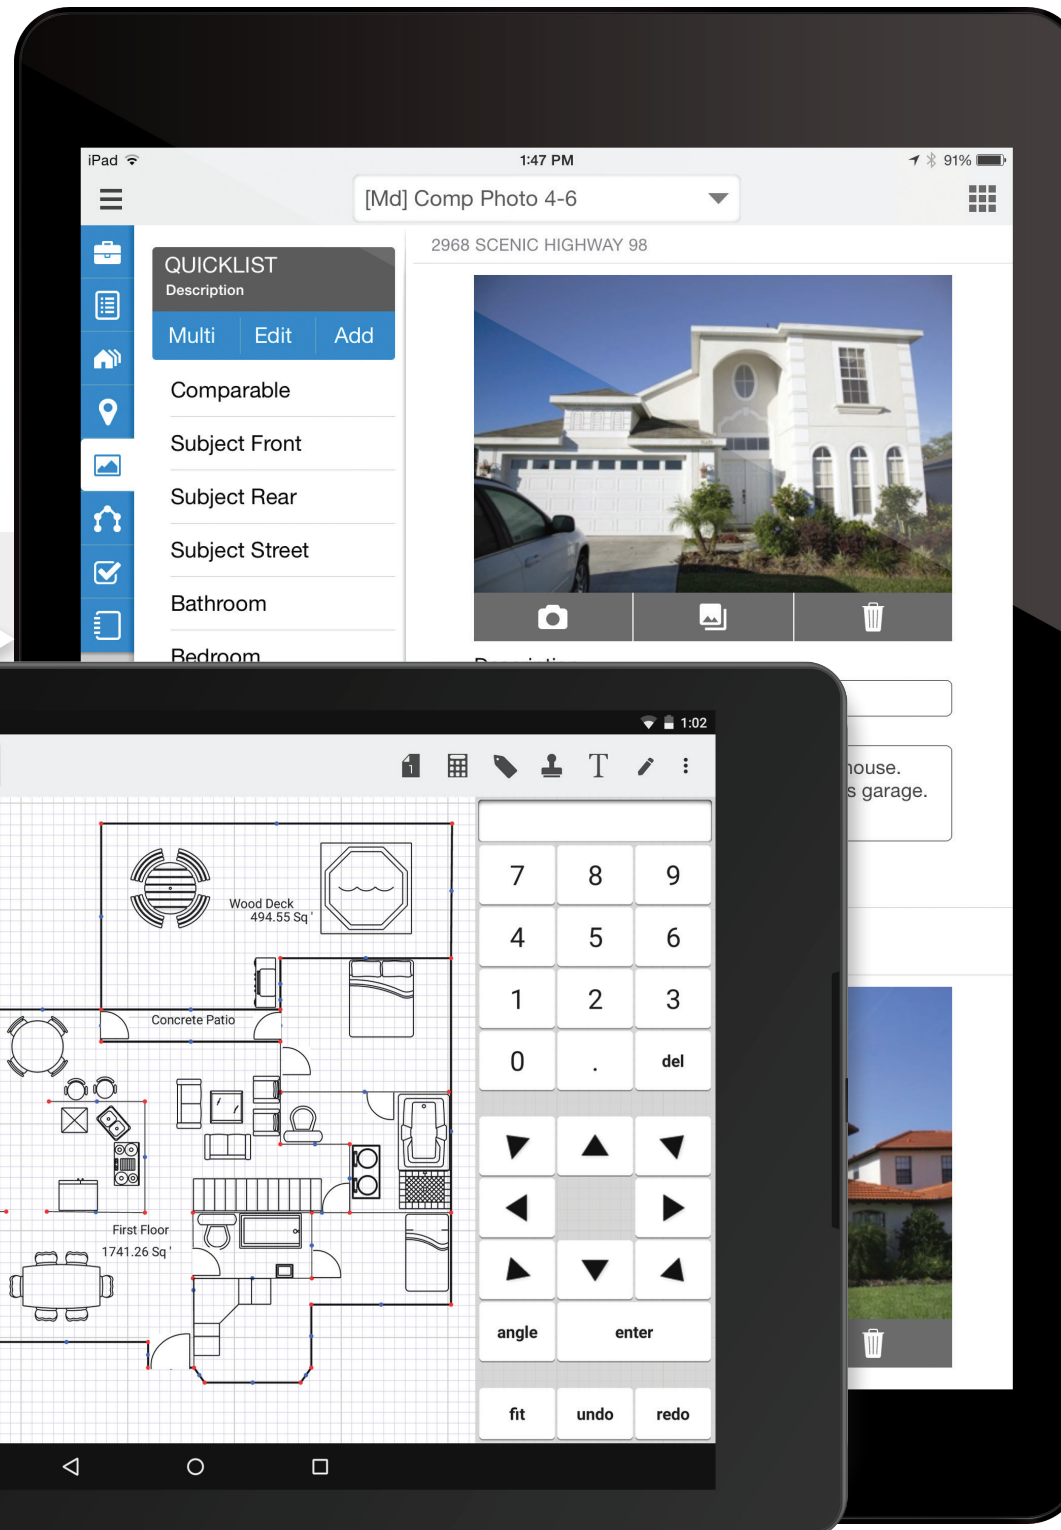 iPad
1:47 PM
91%
[Md] Comp Photo 4-6
2968 SCENIC HIGHWAY 98
QUICKLIST
Description
Multi Edit Add
Comparable
Subject Front
Subject Rear
Subject Street
Bathroom
Bedroom
house.
s garage.
1:02
1
T
Wood Deck
494.55 Sq '
Concrete Patio
First Floor
1741.26 Sq '
7 8 9
4 5 6
1 2 3
0 . del
angle enter
fit undo redo